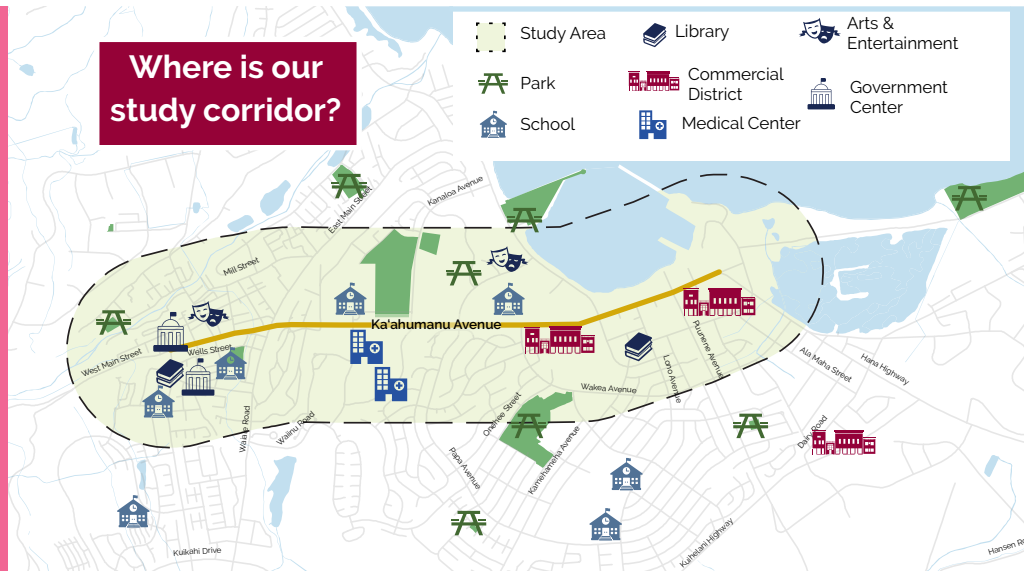 Where is our
study corridor?
Study Area
Library
Arts &
Entertainment
Park
Commercial
District
Government
Center
School
Medical Center
East Main Street
Kanaloa Avenue
Mill Street
Ka'ahumanu Avenue
West Main Street
Wells Street
Puunene Avenue
Lono Avenue
Ala Maha Street
Hana Highway
Wakea Avenue
Waiale Road
Wailnu Road
Onehee Street
Papa Avenue
Kamehameha Avenue
Dairy Road
Kuihelani Highway
Kuikahi Drive
Hansen Ro